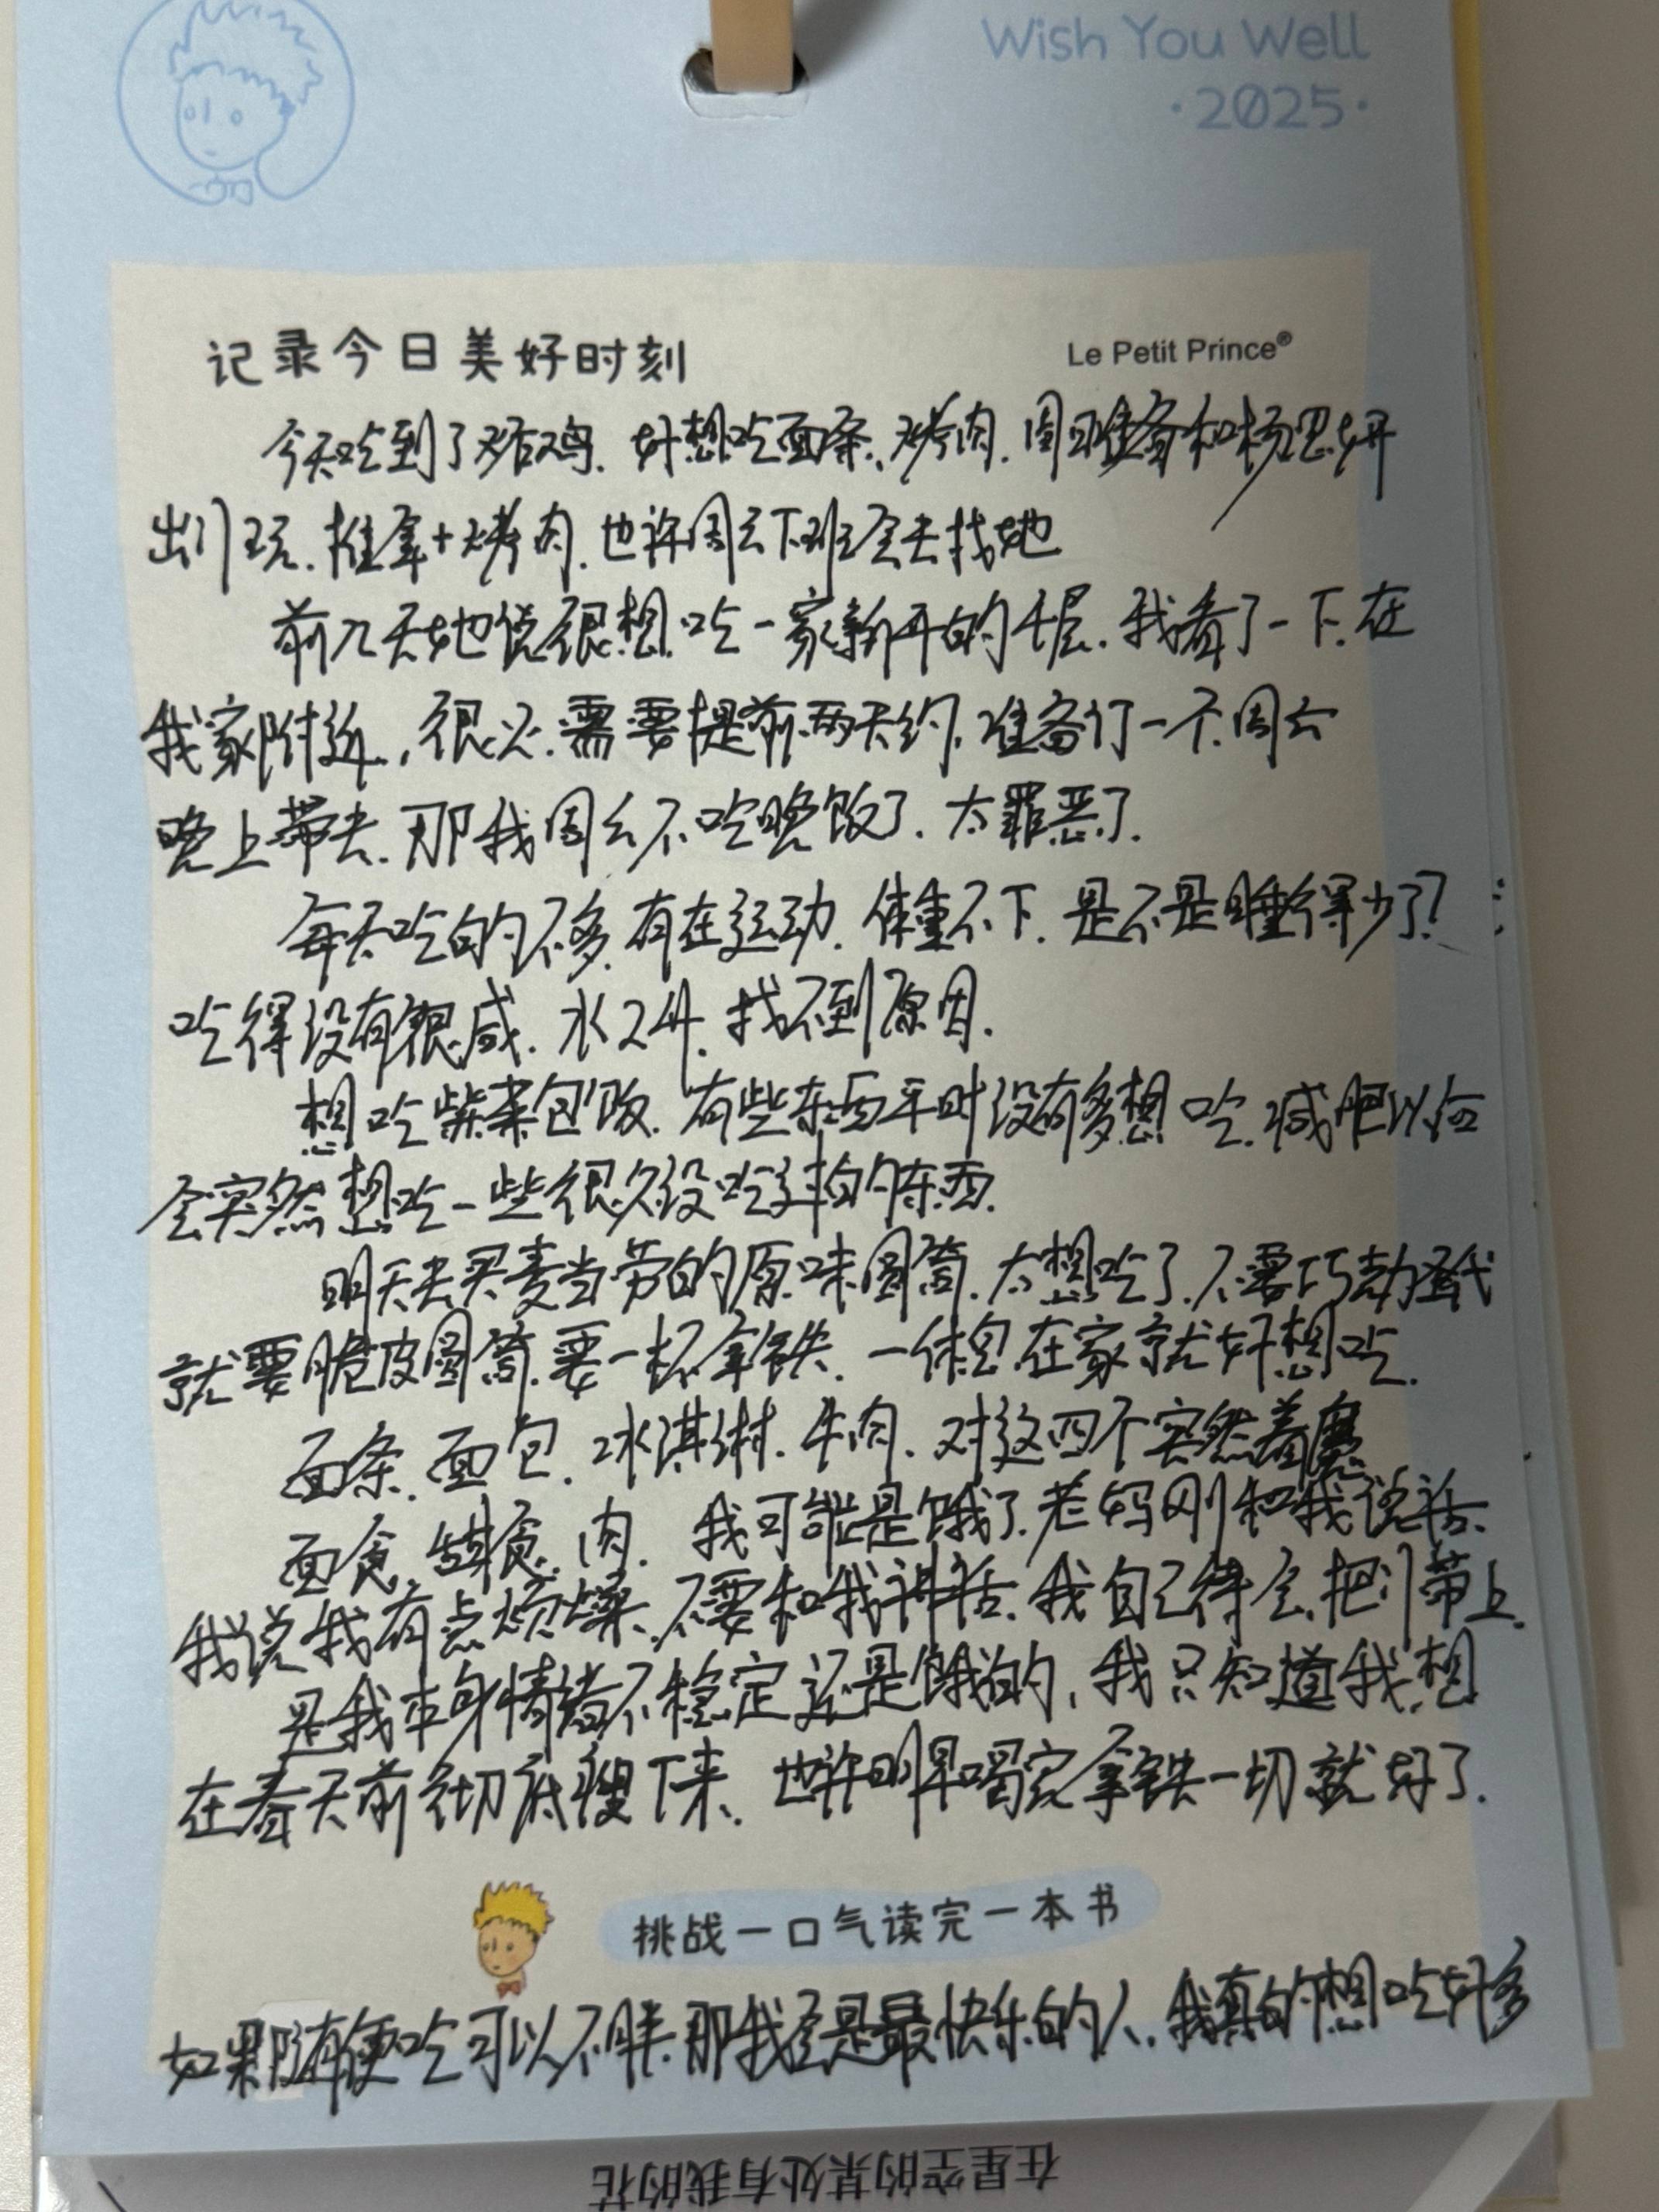 Wish You Well
·2025·
记录今日美好时刻
Le Petit Prince®
今天吃到了烤鸡. 好想吃面条、烤肉. 周日准备和杨思妍
出门玩. 推拿+烤肉. 也许周六下班会去找她
前几天她说很想吃一家新开的千层. 我看了一下. 在
我家附近. 很火. 需要提前两天约. 准备订一个. 周六
晚上带去. 那我周六不吃晚饭了. 太罪恶了.
每天吃的不多. 有在运动. 体重不下. 是不是睡得少了?
吃得没有很咸. 水2升. 找不到原因.
想吃紫菜包饭. 有些东西平时没有多想吃. 减肥以后
会突然想吃一些很久没吃过的东西.
明天去买麦当劳的原味圆筒. 太想吃了. 不要巧劲
就要脆皮圆筒. 要一杯拿铁. 一休息在家就好想吃.
面条. 面包. 冰淇淋. 牛肉. 对这四个突然着魔
面食. 甜食. 肉. 我可能是饿了. 老妈刚和我说话.
我说我有点烦躁. 不要和我讲话. 我自己待会. 把门带上.
是我本身情绪不稳定还是饿的. 我只知道我想
在春天前彻底瘦下来. 也许明早喝完拿铁一切就好了.
挑战一口气读完一本书
如果随便吃可以不胖. 那我会是最快乐的人. 我真的想吃好多
在星空的某处有我的花